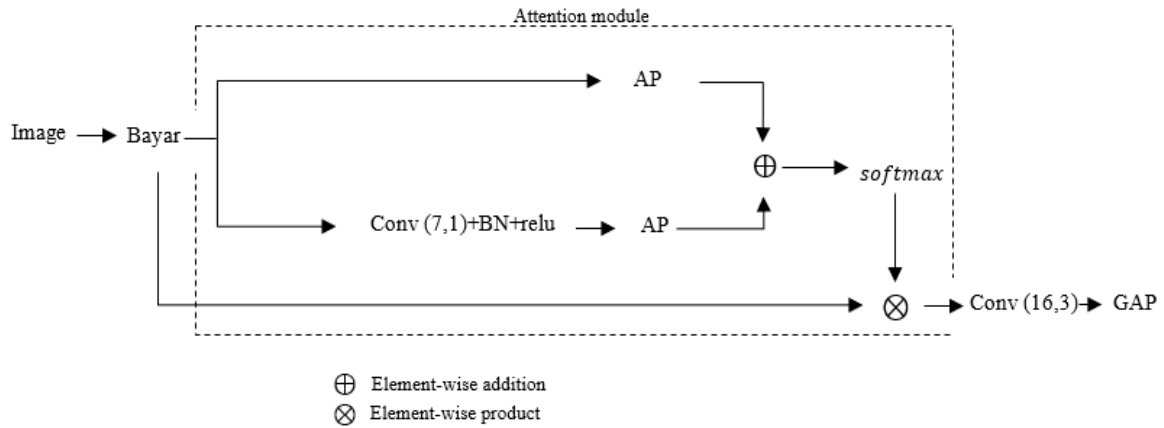 Attention module
AP
Image
Bayar
softmax
Conv (7,1)+BN+relu
AP
Conv (16,3)
GAP
Element-wise addition
Element-wise product